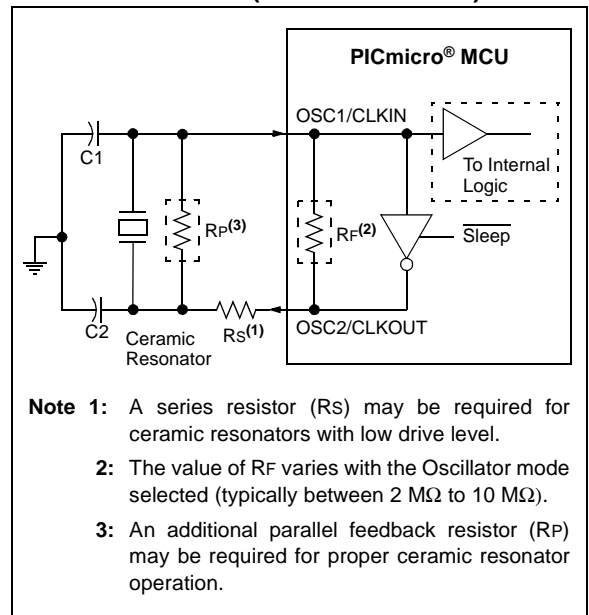 PICmicro® MCU
OSC1/CLKIN
C1
To Internal
Logic
RP(3)
RF(2)
Sleep
C2
Ceramic
Resonator
RS(1)
OSC2/CLKOUT
Note 1: A series resistor (RS) may be required for
ceramic resonators with low drive level.
2: The value of RF varies with the Oscillator mode
selected (typically between 2 MΩ to 10 MΩ).
3: An additional parallel feedback resistor (RP)
may be required for proper ceramic resonator
operation.